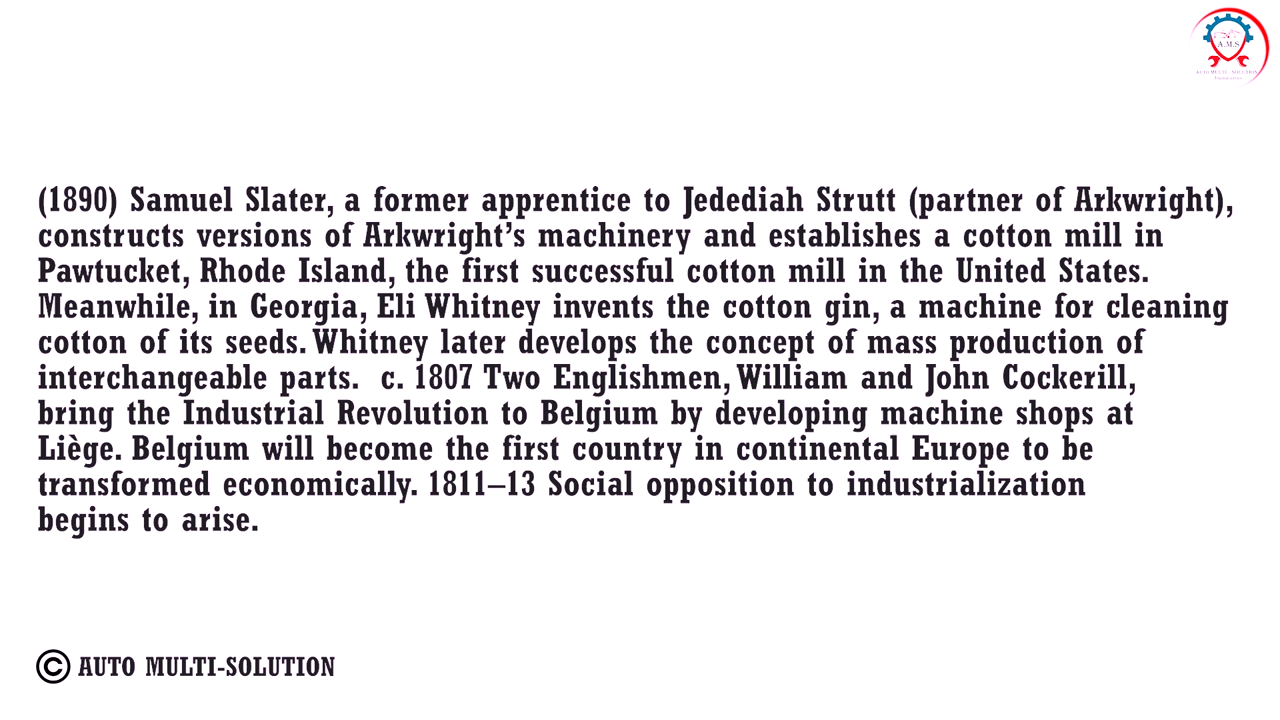 A.M.S
AUTO MULTI - SOLUTION
(1890) Samuel Slater, a former apprentice to Jedediah Strutt (partner of Arkwright),
constructs versions of Arkwright’s machinery and establishes a cotton mill in
Pawtucket, Rhode Island, the first successful cotton mill in the United States.
Meanwhile, in Georgia, Eli Whitney invents the cotton gin, a machine for cleaning
cotton of its seeds. Whitney later develops the concept of mass production of
interchangeable parts.  c. 1807 Two Englishmen, William and John Cockerill,
bring the Industrial Revolution to Belgium by developing machine shops at
Liège. Belgium will become the first country in continental Europe to be
transformed economically. 1811–13 Social opposition to industrialization
begins to arise.
© AUTO MULTI-SOLUTION